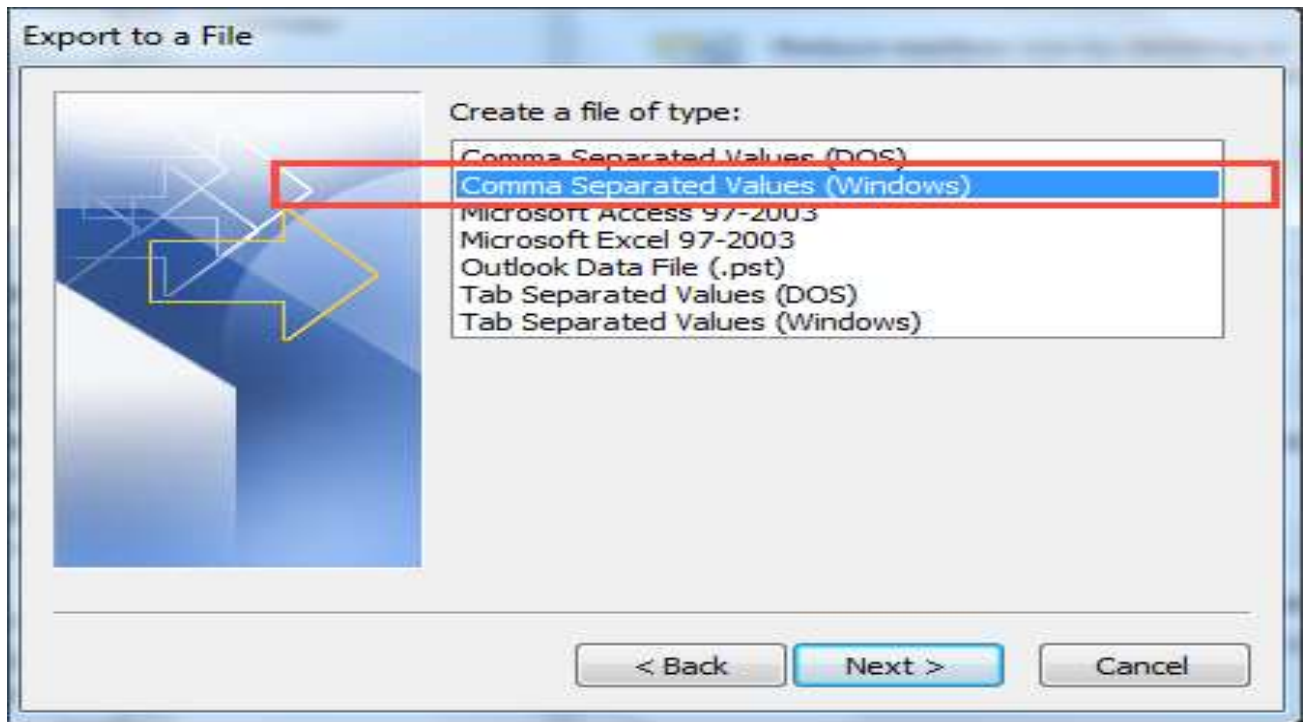 Export to a File
Create a file of type:
Comma Separated Values (DOS)
Comma Separated Values (Windows)
Microsoft Access 97-2003
Microsoft Excel 97-2003
Outlook Data File (.pst)
Tab Separated Values (DOS)
Tab Separated Values (Windows)
< Back
Next >
Cancel